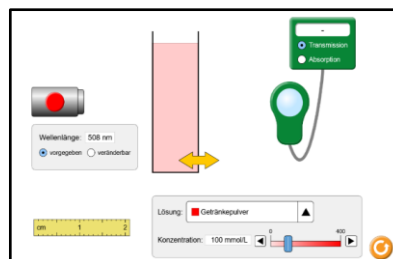 -
Transmission
Absorption
Wellenlänge: 508 nm
vorgegeben veränderbar
cm 1 2
Lösung: Getränkepulver
0 400
Konzentration: 100 mmol/L